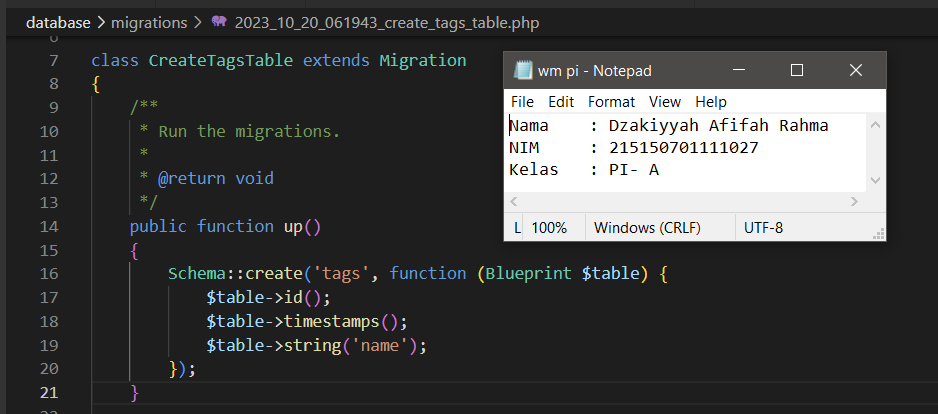 database > migrations > 2023_10_20_061943_create_tags_table.php
6
7 class CreateTagsTable extends Migration
8 {
9 /**
10 * Run the migrations.
11 *
12 * @return void
13 */
14 public function up()
15 {
16 Schema::create('tags', function (Blueprint $table) {
17 $table->id();
18 $table->timestamps();
19 $table->string('name');
20 });
21 }
wm pi - Notepad
File Edit Format View Help
Nama : Dzakiyyah Afifah Rahma
NIM : 215150701111027
Kelas : PI- A
L 100% Windows (CRLF) UTF-8